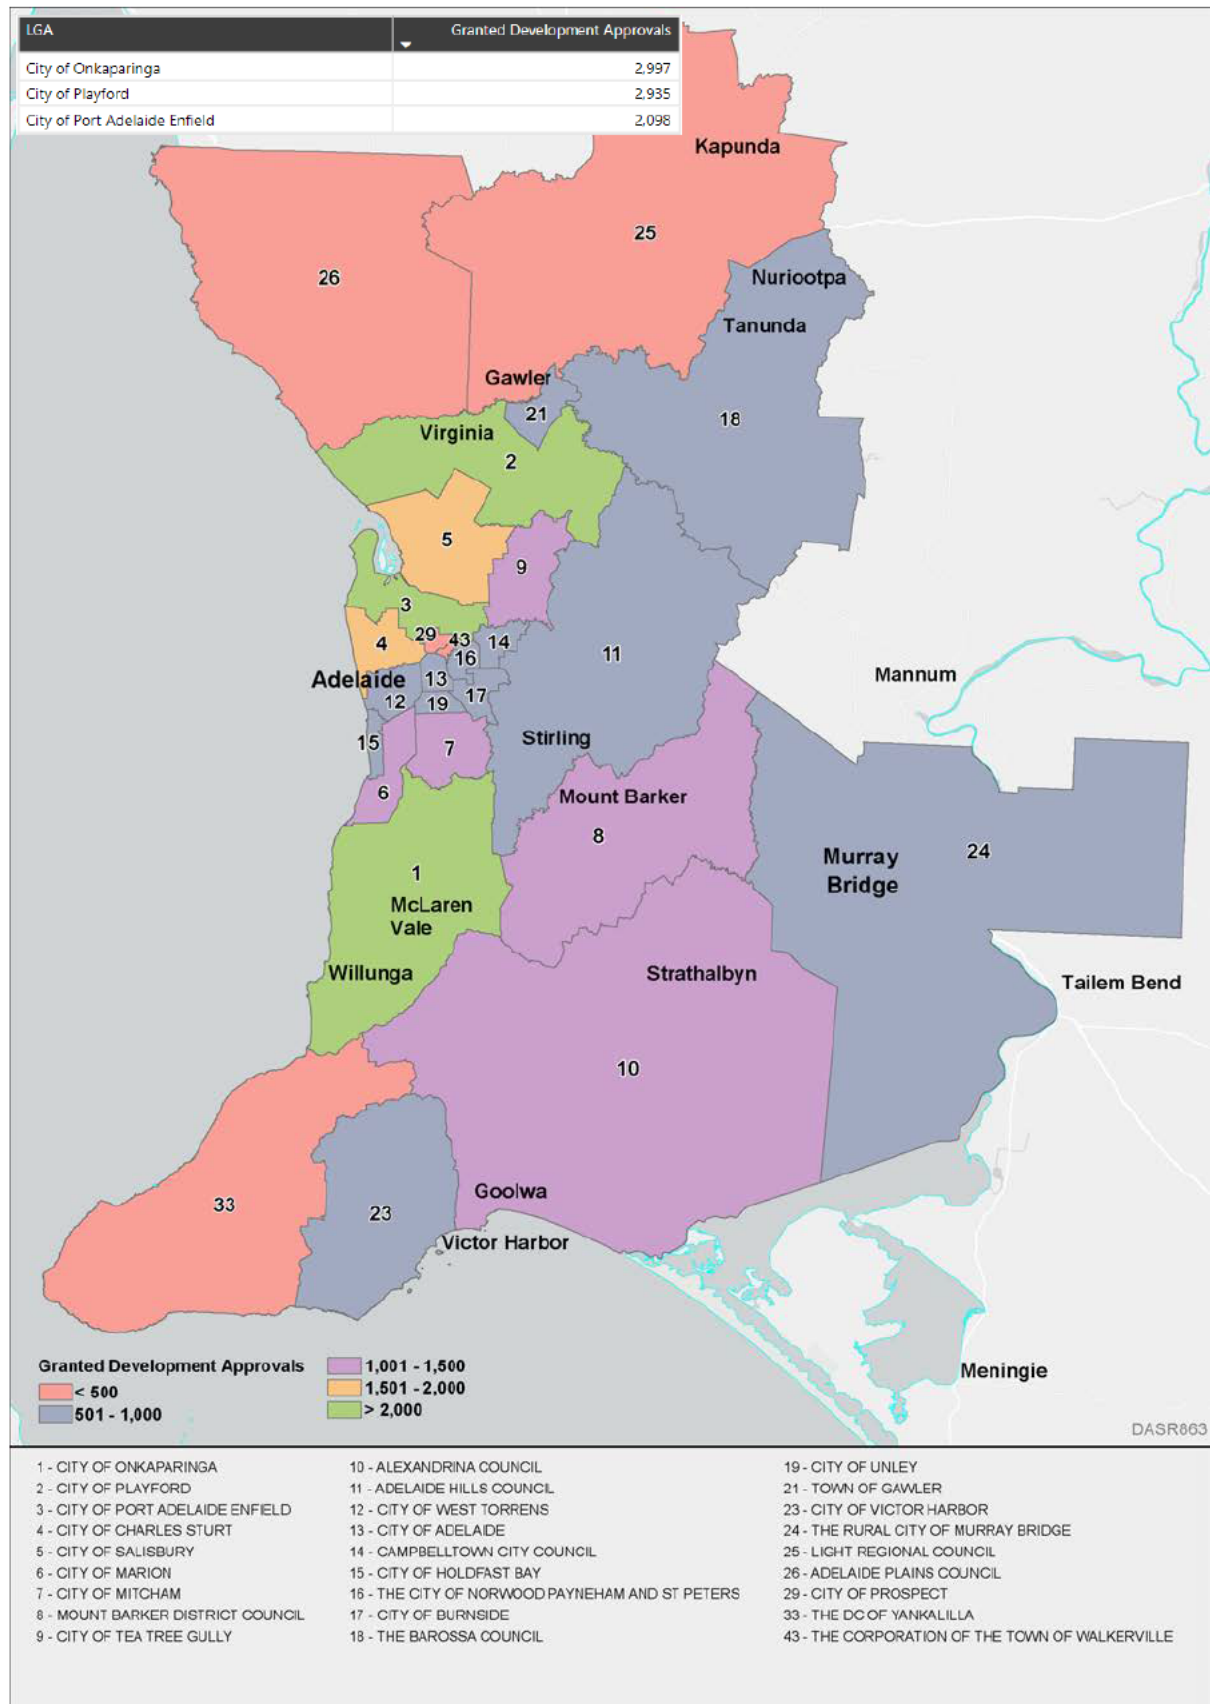 LGA Granted Development Approvals
City of Onkaparinga 2,997
City of Playford 2,935
City of Port Adelaide Enfield 2,098
Kapunda
25
26
Nuriootpa
Tanunda
Gawler
21
18
Virginia
2
5
9
3
29 43
14
4
16
11
Adelaide
13
Mannum
12
19
17
15
Stirling
7
6
Mount Barker
8
Murray
Bridge
24
1
McLaren
Vale
Willunga
Strathalbyn
Tailem Bend
10
33
Goolwa
23
Victor Harbor
Granted Development Approvals
< 500
501 - 1,000
1,001 - 1,500
1,501 - 2,000
> 2,000
Meningie
DASR863
1 - CITY OF ONKAPARINGA
2 - CITY OF PLAYFORD
3 - CITY OF PORT ADELAIDE ENFIELD
4 - CITY OF CHARLES STURT
5 - CITY OF SALISBURY
6 - CITY OF MARION
7 - CITY OF MITCHAM
8 - MOUNT BARKER DISTRICT COUNCIL
9 - CITY OF TEA TREE GULLY
10 - ALEXANDRINA COUNCIL
11 - ADELAIDE HILLS COUNCIL
12 - CITY OF WEST TORRENS
13 - CITY OF ADELAIDE
14 - CAMPBELLTOWN CITY COUNCIL
15 - CITY OF HOLDFAST BAY
16 - THE CITY OF NORWOOD PAYNEHAM AND ST PETERS
17 - CITY OF BURNSIDE
18 - THE BAROSSA COUNCIL
19 - CITY OF UNLEY
21 - TOWN OF GAWLER
23 - CITY OF VICTOR HARBOR
24 - THE RURAL CITY OF MURRAY BRIDGE
25 - LIGHT REGIONAL COUNCIL
26 - ADELAIDE PLAINS COUNCIL
29 - CITY OF PROSPECT
33 - THE DC OF YANKALILLA
43 - THE CORPORATION OF THE TOWN OF WALKERVILLE